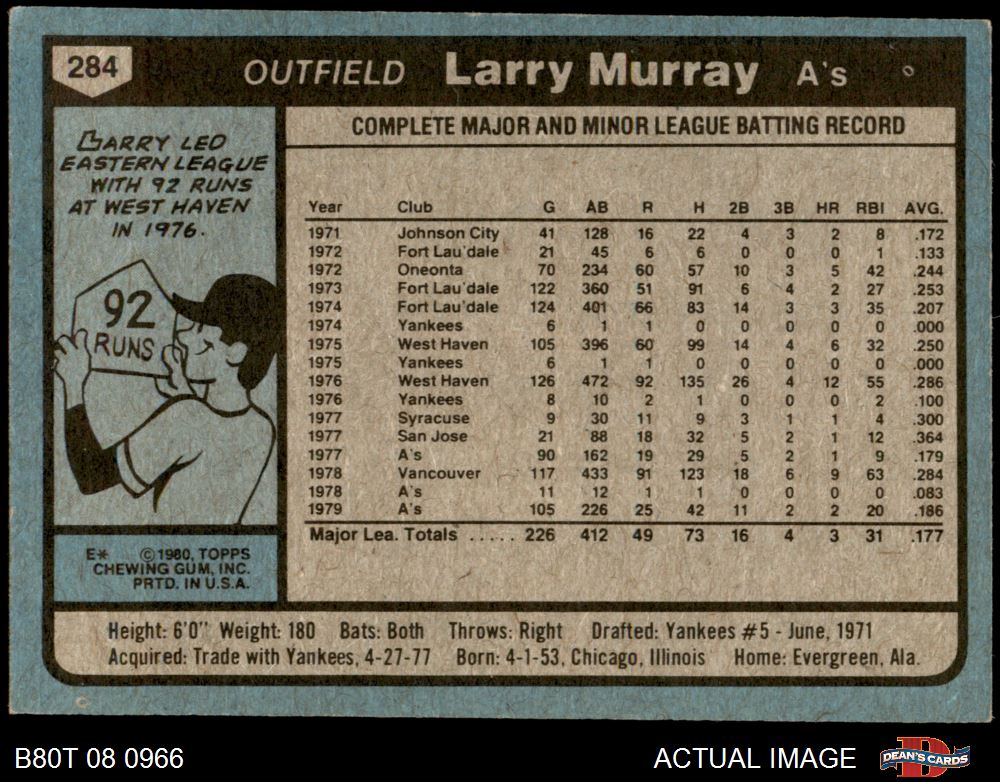 284 OUTFIELD Larry Murray A's
LARRY LED
EASTERN LEAGUE
WITH 92 RUNS
AT WEST HAVEN
IN 1976.
92
RUNS
E* ©1980, TOPPS
CHEWING GUM, INC.
PRTD. IN U.S.A.
COMPLETE MAJOR AND MINOR LEAGUE BATTING RECORD
Year Club G AB R H 2B 3B HR RBI AVG.
1971 Johnson City 41 128 16 22 4 3 2 8 .172
1972 Fort Lau'dale 21 45 6 6 0 0 0 1 .133
1972 Oneonta 70 234 60 57 10 3 5 42 .244
1973 Fort Lau'dale 122 360 51 91 6 4 2 27 .253
1974 Fort Lau'dale 124 401 66 83 14 3 3 35 .207
1974 Yankees 6 1 1 0 0 0 0 0 .000
1975 West Haven 105 396 60 99 14 4 6 32 .250
1975 Yankees 6 1 1 0 0 0 0 0 .000
1976 West Haven 126 472 92 135 26 4 12 55 .286
1976 Yankees 8 10 2 1 0 0 0 2 .100
1977 Syracuse 9 30 11 9 3 1 1 4 .300
1977 San Jose 21 88 18 32 5 2 1 12 .364
1977 A's 90 162 19 29 5 2 1 9 .179
1978 Vancouver 117 433 91 123 18 6 9 63 .284
1978 A's 11 12 1 1 0 0 0 0 .083
1979 A's 105 226 25 42 11 2 2 20 .186
Major Lea. Totals ..... 226 412 49 73 16 4 3 31 .177
Height: 6'0" Weight: 180 Bats: Both Throws: Right Drafted: Yankees #5 - June, 1971
Acquired: Trade with Yankees, 4-27-77 Born: 4-1-53, Chicago, Illinois Home: Evergreen, Ala.
B80T 08 0966 ACTUAL IMAGE DEAN'S CARDS